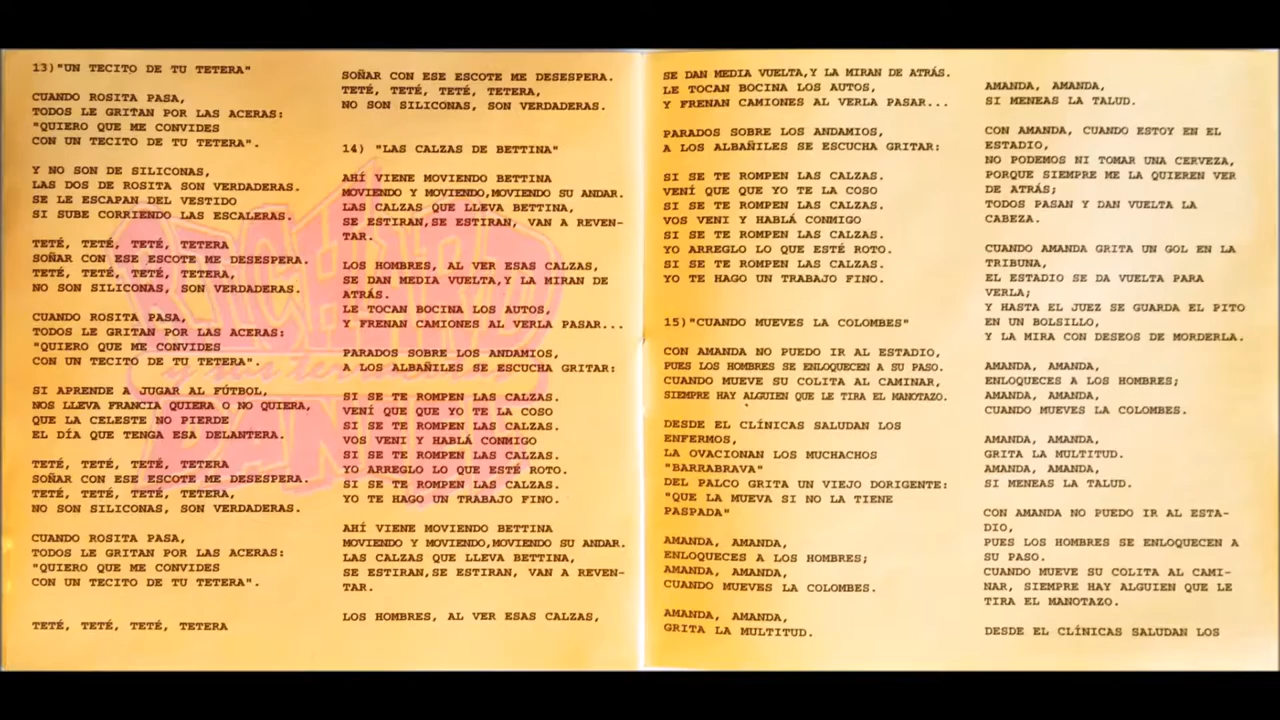 13)"UN TECITO DE TU TETERA"
CUANDO ROSITA PASA,
TODOS LE GRITAN POR LAS ACERAS:
"QUIERO QUE ME CONVIDES
CON UN TECITO DE TU TETERA".
Y NO SON DE SILICONAS,
LAS DOS DE ROSITA SON VERDADERAS.
SE LE ESCAPAN DEL VESTIDO
SI SUBE CORRIENDO LAS ESCALERAS.
TETÉ, TETÉ, TETÉ, TETERA
SOÑAR CON ESE ESCOTE ME DESESPERA.
TETÉ, TETÉ, TETÉ, TETERA,
NO SON SILICONAS, SON VERDADERAS.
CUANDO ROSITA PASA,
TODOS LE GRITAN POR LAS ACERAS:
"QUIERO QUE ME CONVIDES
CON UN TECITO DE TU TETERA".
SI APRENDE A JUGAR AL FÚTBOL,
NOS LLEVA FRANCIA QUIERA O NO QUIERA,
QUE LA CELESTE NO PIERDE
EL DÍA QUE TENGA ESA DELANTERA.
TETÉ, TETÉ, TETÉ, TETERA
SOÑAR CON ESE ESCOTE ME DESESPERA.
TETÉ, TETÉ, TETÉ, TETERA,
NO SON SILICONAS, SON VERDADERAS.
CUANDO ROSITA PASA,
TODOS LE GRITAN POR LAS ACERAS:
"QUIERO QUE ME CONVIDES
CON UN TECITO DE TU TETERA".
TETÉ, TETÉ, TETÉ, TETERA
SOÑAR CON ESE ESCOTE ME DESESPERA.
TETÉ, TETÉ, TETÉ, TETERA,
NO SON SILICONAS, SON VERDADERAS.
14) "LAS CALZAS DE BETTINA"
AHÍ VIENE MOVIENDO BETTINA
MOVIENDO Y MOVIENDO,MOVIENDO SU ANDAR.
LAS CALZAS QUE LLEVA BETTINA,
SE ESTIRAN,SE ESTIRAN, VAN A REVEN-
TAR.
LOS HOMBRES, AL VER ESAS CALZAS,
SE DAN MEDIA VUELTA,Y LA MIRAN DE
ATRÁS.
LE TOCAN BOCINA LOS AUTOS,
Y FRENAN CAMIONES AL VERLA PASAR...
PARADOS SOBRE LOS ANDAMIOS,
A LOS ALBAÑILES SE ESCUCHA GRITAR:
SI SE TE ROMPEN LAS CALZAS.
VENÍ QUE QUE YO TE LA COSO
SI SE TE ROMPEN LAS CALZAS.
VOS VENI Y HABLÁ CONMIGO
SI SE TE ROMPEN LAS CALZAS.
YO ARREGLO LO QUE ESTÉ ROTO.
SI SE TE ROMPEN LAS CALZAS.
YO TE HAGO UN TRABAJO FINO.
AHÍ VIENE MOVIENDO BETTINA
MOVIENDO Y MOVIENDO,MOVIENDO SU ANDAR.
LAS CALZAS QUE LLEVA BETTINA,
SE ESTIRAN,SE ESTIRAN, VAN A REVEN-
TAR.
LOS HOMBRES, AL VER ESAS CALZAS,
SE DAN MEDIA VUELTA,Y LA MIRAN DE ATRÁS.
LE TOCAN BOCINA LOS AUTOS,
Y FRENAN CAMIONES AL VERLA PASAR...
PARADOS SOBRE LOS ANDAMIOS,
A LOS ALBAÑILES SE ESCUCHA GRITAR:
SI SE TE ROMPEN LAS CALZAS.
VENÍ QUE QUE YO TE LA COSO
SI SE TE ROMPEN LAS CALZAS.
VOS VENI Y HABLÁ CONMIGO
SI SE TE ROMPEN LAS CALZAS.
YO ARREGLO LO QUE ESTÉ ROTO.
SI SE TE ROMPEN LAS CALZAS.
YO TE HAGO UN TRABAJO FINO.
15)"CUANDO MUEVES LA COLOMBES"
CON AMANDA NO PUEDO IR AL ESTADIO,
PUES LOS HOMBRES SE ENLOQUECEN A SU PASO.
CUANDO MUEVE SU COLITA AL CAMINAR,
SIEMPRE HAY ALGUIEN QUE LE TIRA EL MANOTAZO.
DESDE EL CLÍNICAS SALUDAN LOS
ENFERMOS,
LA OVACIONAN LOS MUCHACHOS
"BARRABRAVA"
DEL PALCO GRITA UN VIEJO DORIGENTE:
"QUE LA MUEVA SI NO LA TIENE
PASPADA"
AMANDA, AMANDA,
ENLOQUECES A LOS HOMBRES;
AMANDA, AMANDA,
CUANDO MUEVES LA COLOMBES.
AMANDA, AMANDA,
GRITA LA MULTITUD.
AMANDA, AMANDA,
SI MENEAS LA TALUD.
CON AMANDA, CUANDO ESTOY EN EL
ESTADIO,
NO PODEMOS NI TOMAR UNA CERVEZA,
PORQUE SIEMPRE ME LA QUIEREN VER
DE ATRÁS;
TODOS PASAN Y DAN VUELTA LA
CABEZA.
CUANDO AMANDA GRITA UN GOL EN LA
TRIBUNA,
EL ESTADIO SE DA VUELTA PARA
VERLA;
Y HASTA EL JUEZ SE GUARDA EL PITO
EN UN BOLSILLO,
Y LA MIRA CON DESEOS DE MORDERLA.
AMANDA, AMANDA,
ENLOQUECES A LOS HOMBRES;
AMANDA, AMANDA,
CUANDO MUEVES LA COLOMBES.
AMANDA, AMANDA,
GRITA LA MULTITUD.
AMANDA, AMANDA,
SI MENEAS LA TALUD.
CON AMANDA NO PUEDO IR AL ESTA-
DIO,
PUES LOS HOMBRES SE ENLOQUECEN A
SU PASO.
CUANDO MUEVE SU COLITA AL CAMI-
NAR, SIEMPRE HAY ALGUIEN QUE LE
TIRA EL MANOTAZO.
DESDE EL CLÍNICAS SALUDAN LOS